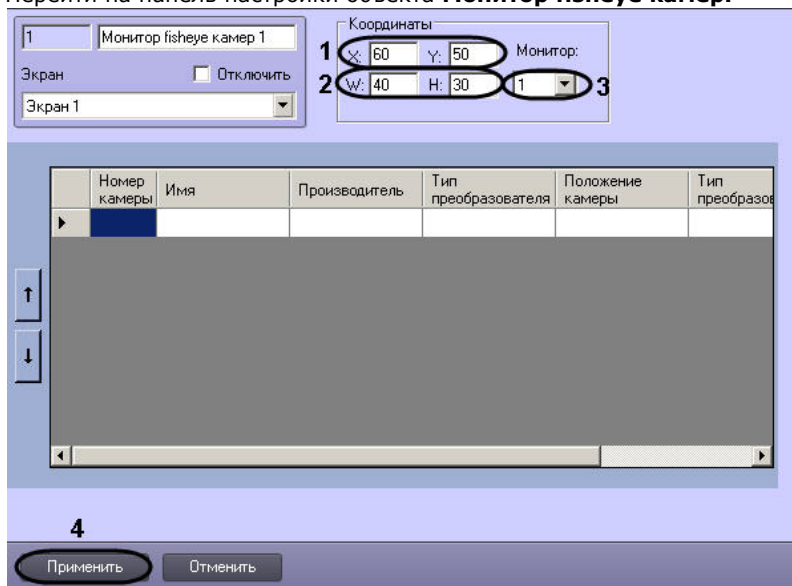 Перейти на панель настройки объекта Монитор fisheye камер.
1 Монитор fisheye камер 1
Экран Отключить
Экран 1
Координаты
1 X: 60 Y: 50 Монитор:
2 W: 40 H: 30 1 3
Номер камеры Имя Производитель Тип преобразователя Положение камеры Тип
4
Применить Отменить